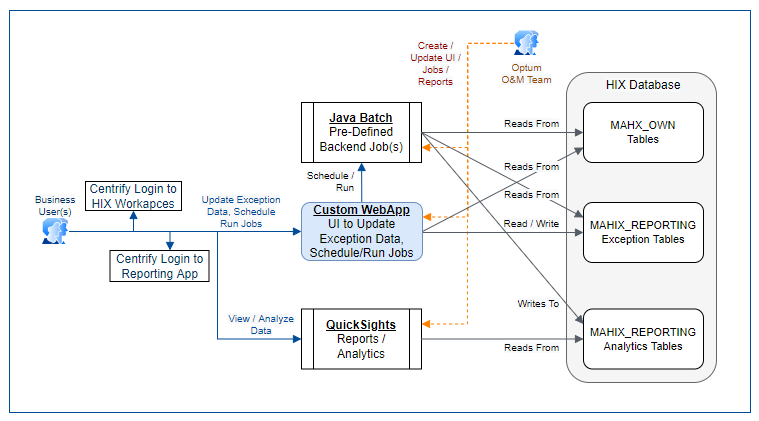 Create /
Update UI /
Jobs /
Reports
Optum
O&M Team
HIX Database
Java Batch
Pre-Defined
Backend Job(s)
Reads From
MAHX_OWN
Tables
Reads From
Schedule /
Run
Reads From
Business
User(s)
Centrify Login to
HIX Workapces
Update Exception
Data, Schedule
Run Jobs
Custom WebApp
UI to Update
Exception Data,
Schedule/Run Jobs
Read / Write
MAHIX_REPORTING
Exception Tables
Centrify Login to
Reporting App
Writes To
View / Analyze
Data
QuickSights
Reports /
Analytics
Reads From
MAHIX_REPORTING
Analytics Tables